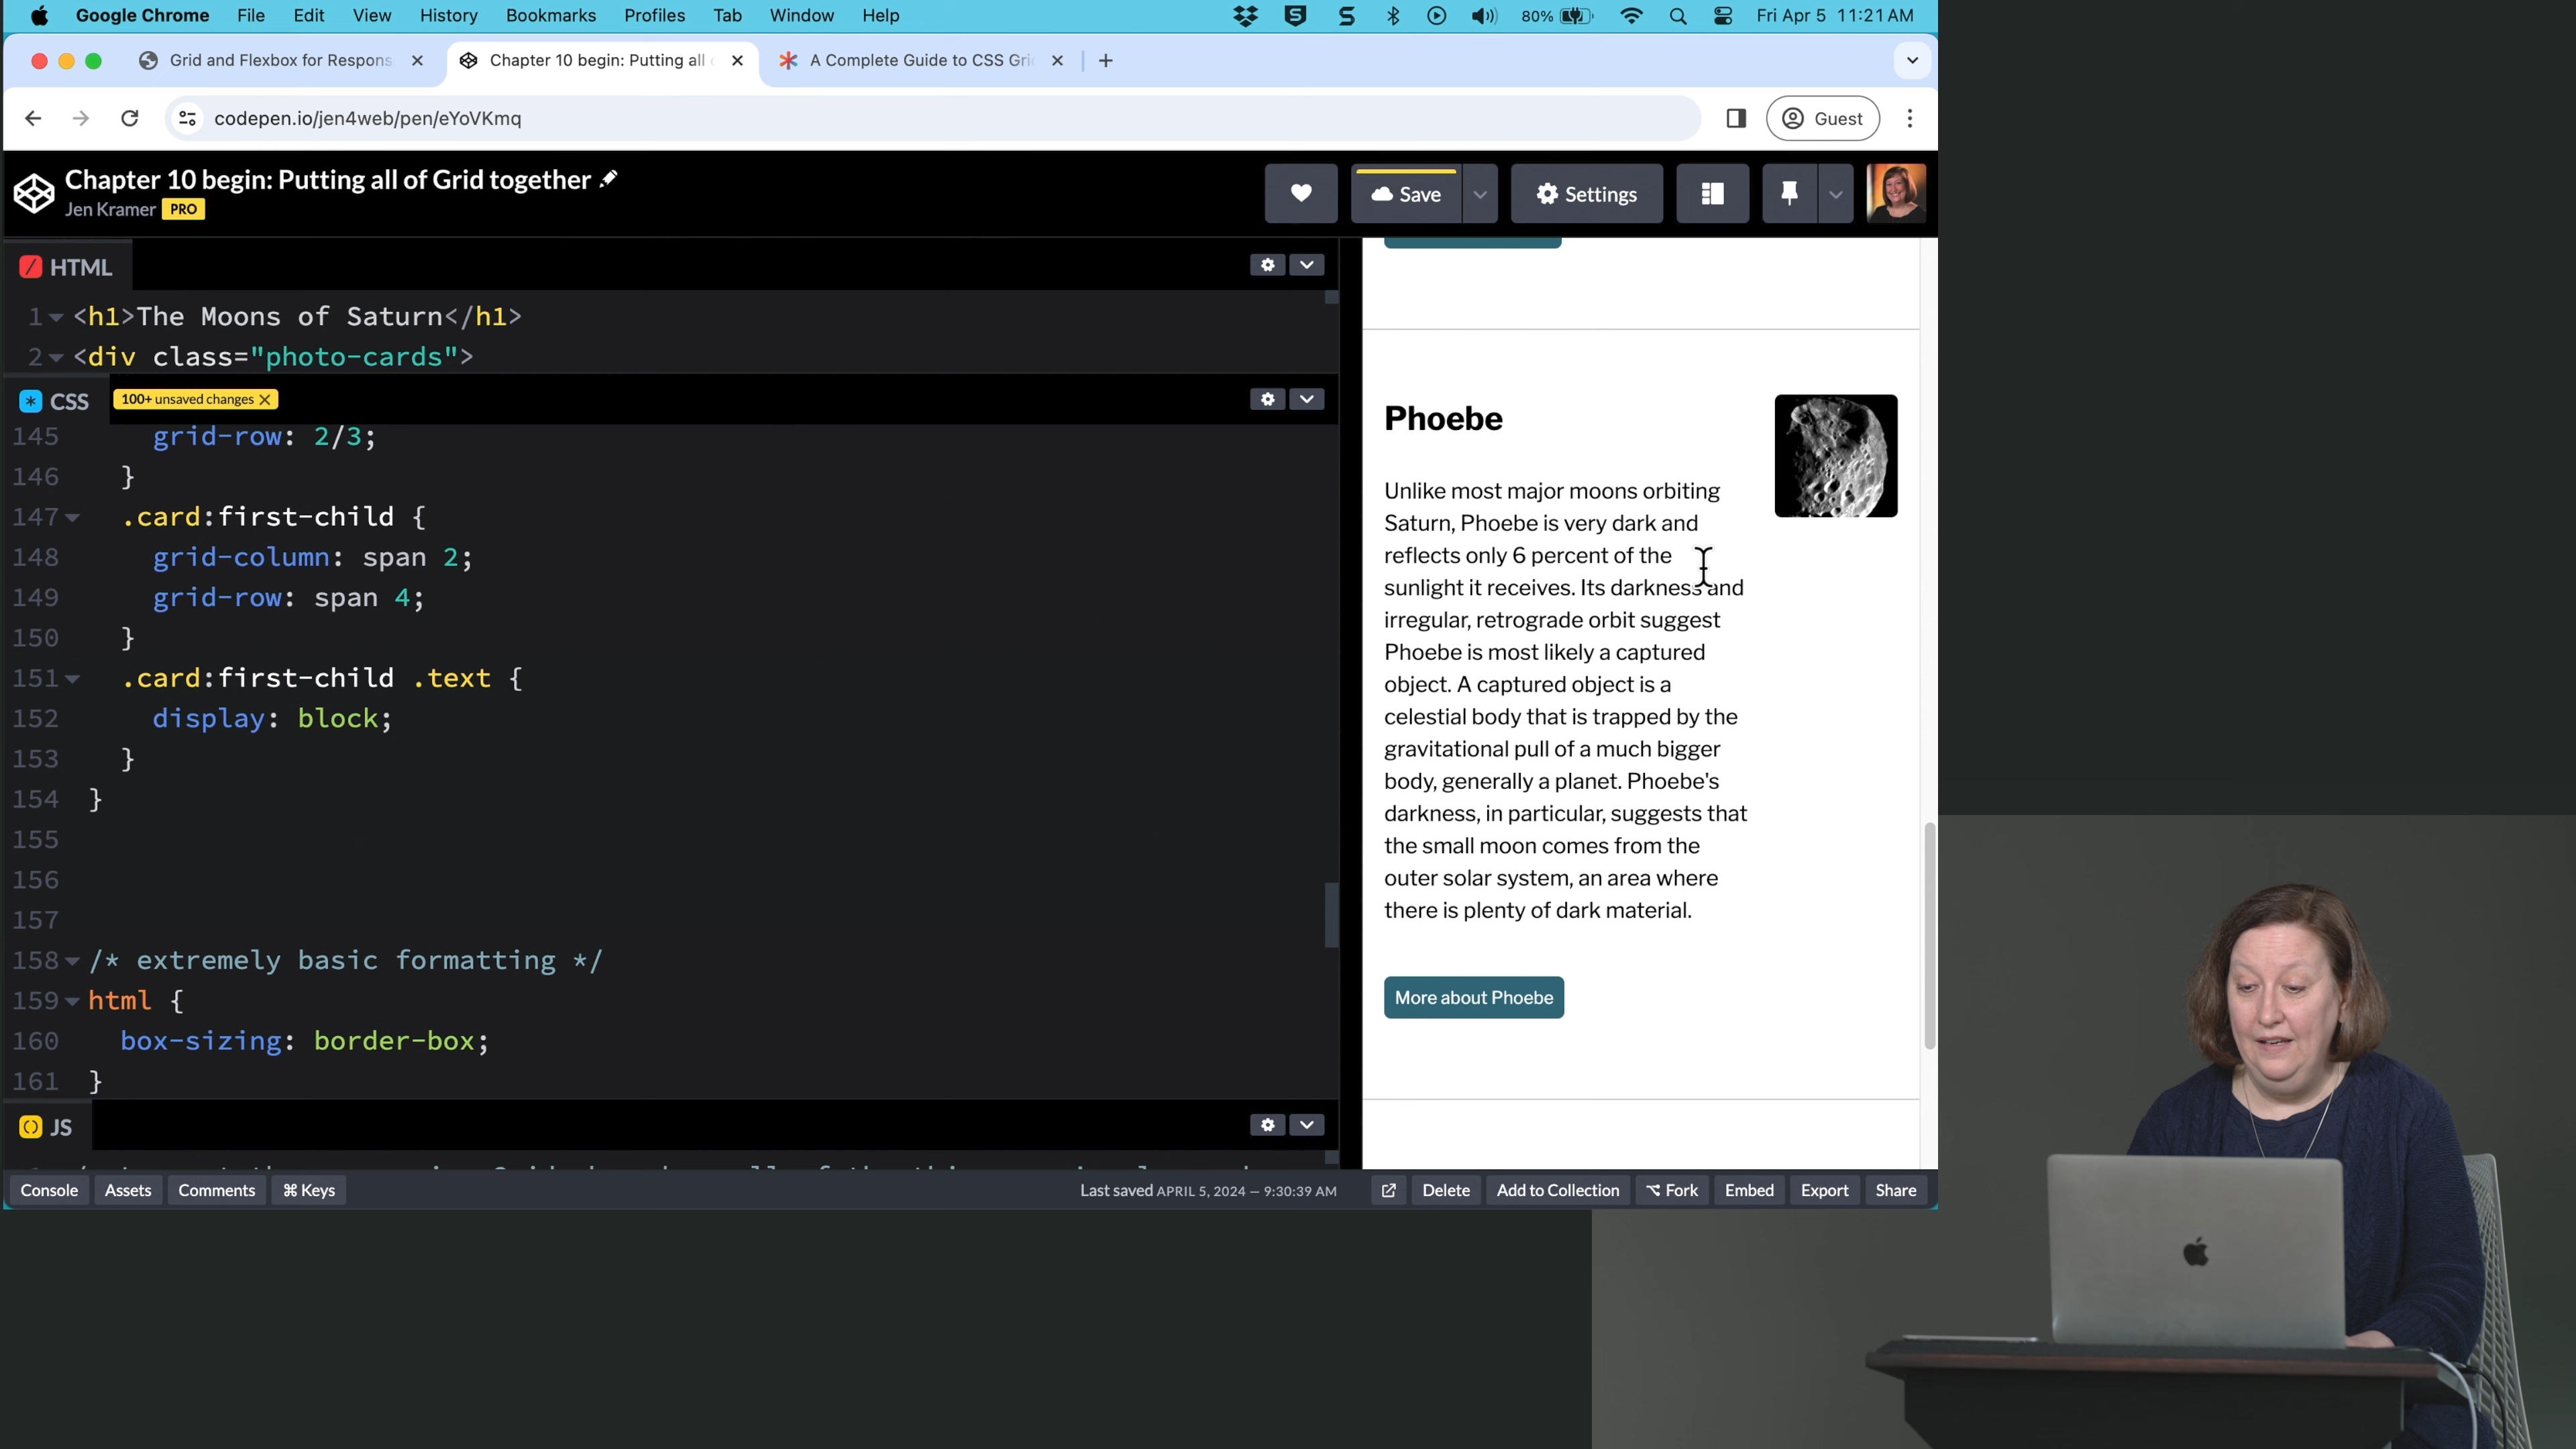 Google Chrome File Edit View History Bookmarks Profiles Tab Window Help 80% Fri Apr 5 11:21 AM
Grid and Flexbox for Respons
Chapter 10 begin: Putting all
A Complete Guide to CSS Gri
codepen.io/jen4web/pen/eYoVKmq
Guest
Chapter 10 begin: Putting all of Grid together
Jen Kramer PRO
Save
Settings
HTML
1 <h1>The Moons of Saturn</h1>
2 <div class="photo-cards">
CSS
100+ unsaved changes
145 grid-row: 2/3;
146 }
147 .card:first-child {
148 grid-column: span 2;
149 grid-row: span 4;
150 }
151 .card:first-child .text {
152 display: block;
153 }
154 }
155
156
157
158 /* extremely basic formatting */
159 html {
160 box-sizing: border-box;
161 }
JS
Phoebe
Unlike most major moons orbiting
Saturn, Phoebe is very dark and
reflects only 6 percent of the
sunlight it receives. Its darkness and
irregular, retrograde orbit suggest
Phoebe is most likely a captured
object. A captured object is a
celestial body that is trapped by the
gravitational pull of a much bigger
body, generally a planet. Phoebe's
darkness, in particular, suggests that
the small moon comes from the
outer solar system, an area where
there is plenty of dark material.
More about Phoebe
Console Assets Comments ⌘ Keys
Last saved APRIL 5, 2024 — 9:30:39 AM
Delete Add to Collection ⌥ Fork Embed Export Share